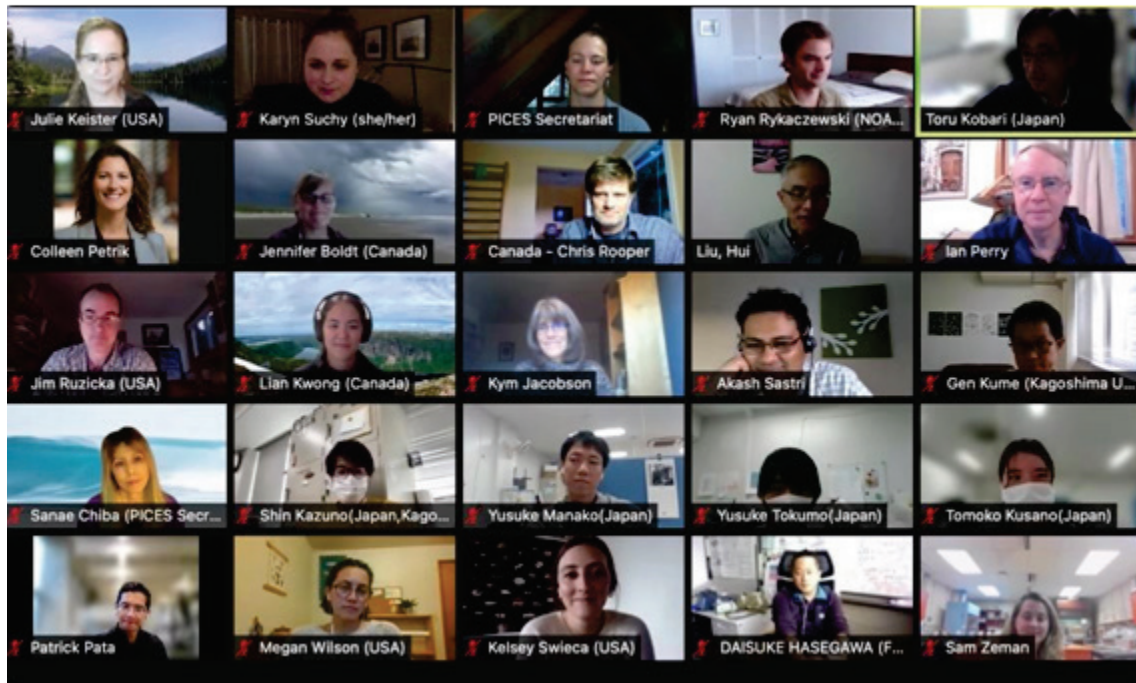 Julie Keister (USA)
Karyn Suchy (she/her)
PICES Secretariat
Ryan Rykaczewski (NOA...
Toru Kobari (Japan)
Colleen Petrik
Jennifer Boldt (Canada)
Canada - Chris Rooper
Liu, Hui
Ian Perry
Jim Ruzicka (USA)
Lian Kwong (Canada)
Kym Jacobson
Akash Sastri
Gen Kume (Kagoshima U...
Sanae Chiba (PICES Secr...
Shin Kazuno(Japan,Kago...
Yusuke Manako(Japan)
Yusuke Tokumo(Japan)
Tomoko Kusano(Japan)
Patrick Pata
Megan Wilson (USA)
Kelsey Swieca (USA)
DAISUKE HASEGAWA (F...
Sam Zeman